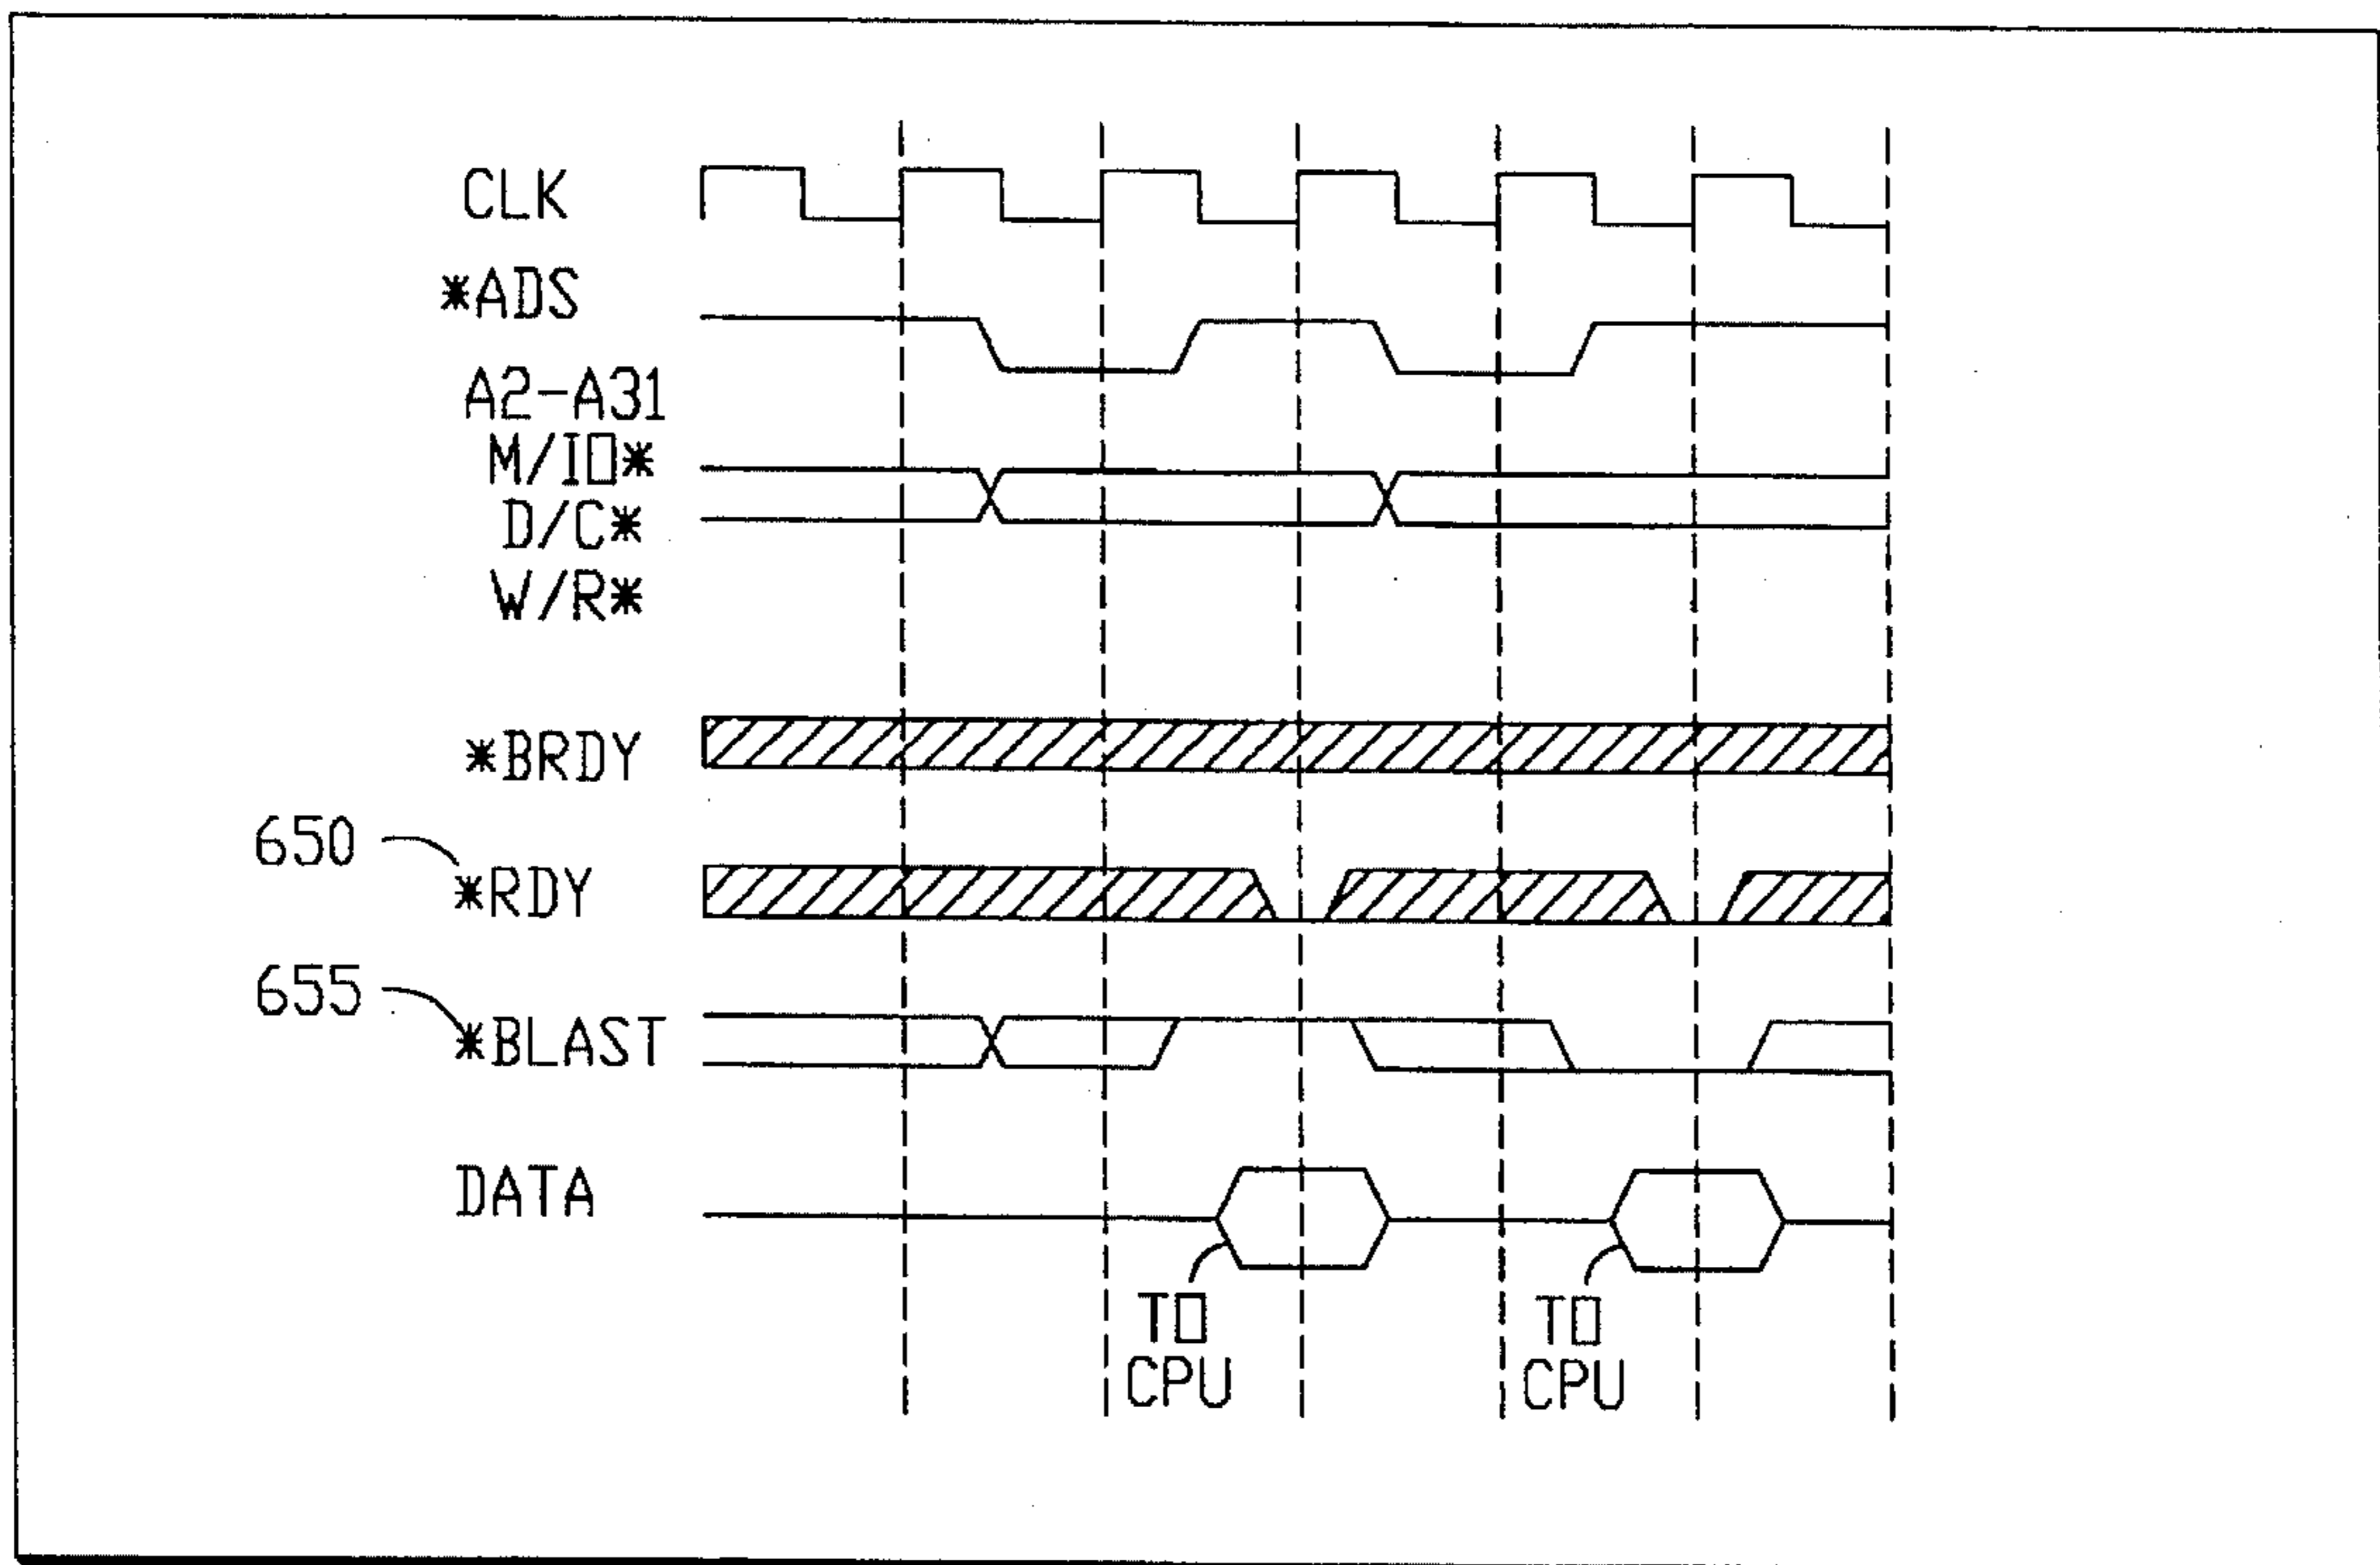 CLK
*ADS
A2-A31
M/IO*
D/C*
W/R*
*BRDY
650
*RDY
655
*BLAST
DATA
TO
CPU
TO
CPU